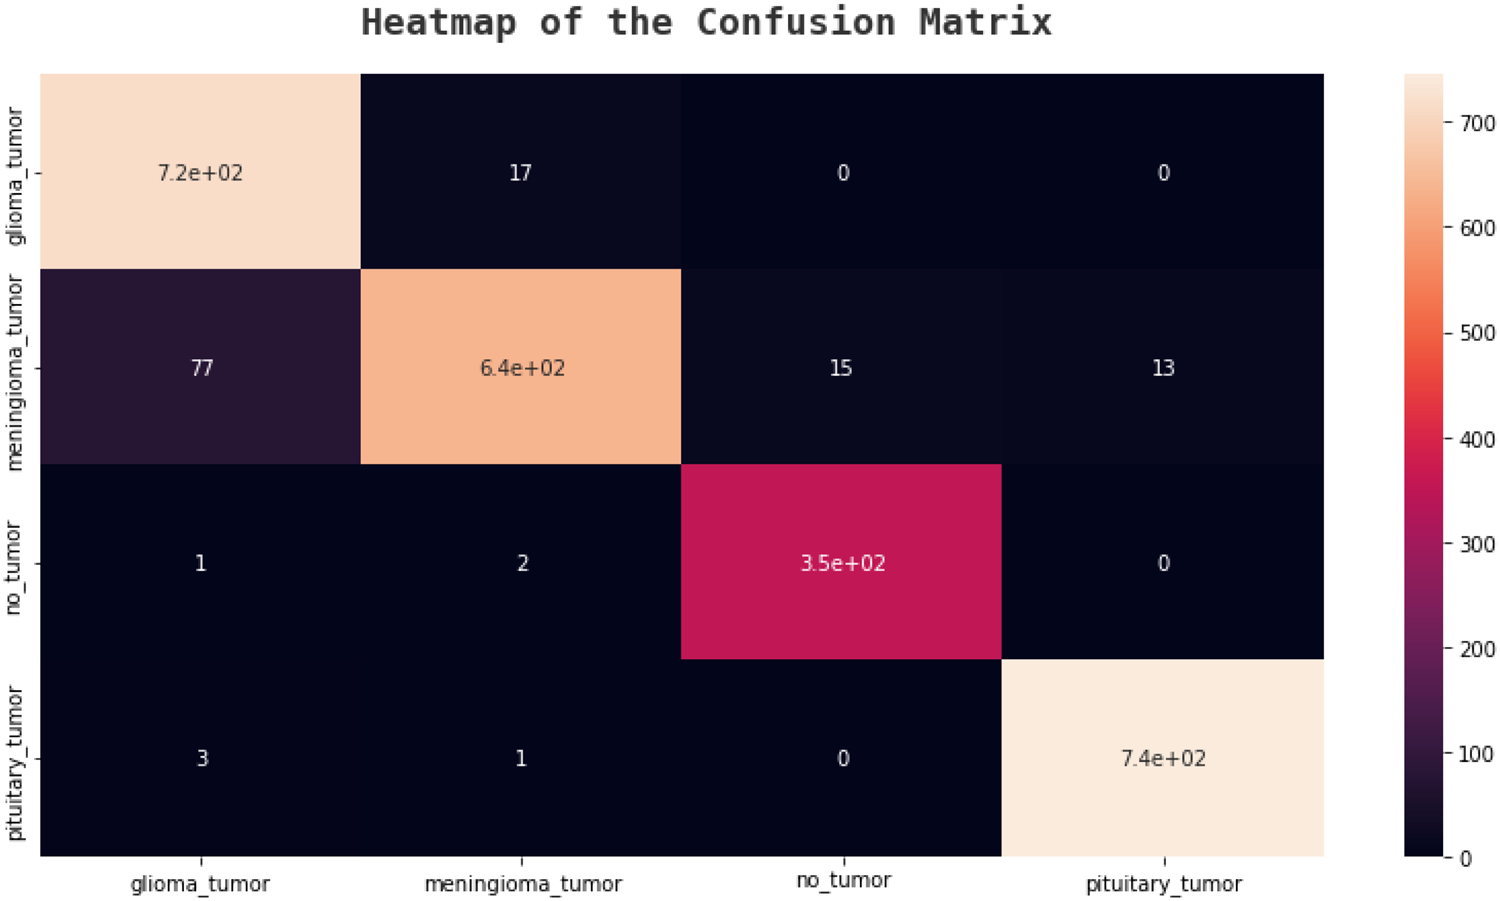 Heatmap of the Confusion Matrix
glioma_tumor
7.2e+02 17 0 0
meningioma_tumor
77 6.4e+02 15 13
no_tumor
1 2 3.5e+02 0
pituitary_tumor
3 1 0 7.4e+02
glioma_tumor meningioma_tumor no_tumor pituitary_tumor
700
600
500
400
300
200
100
0